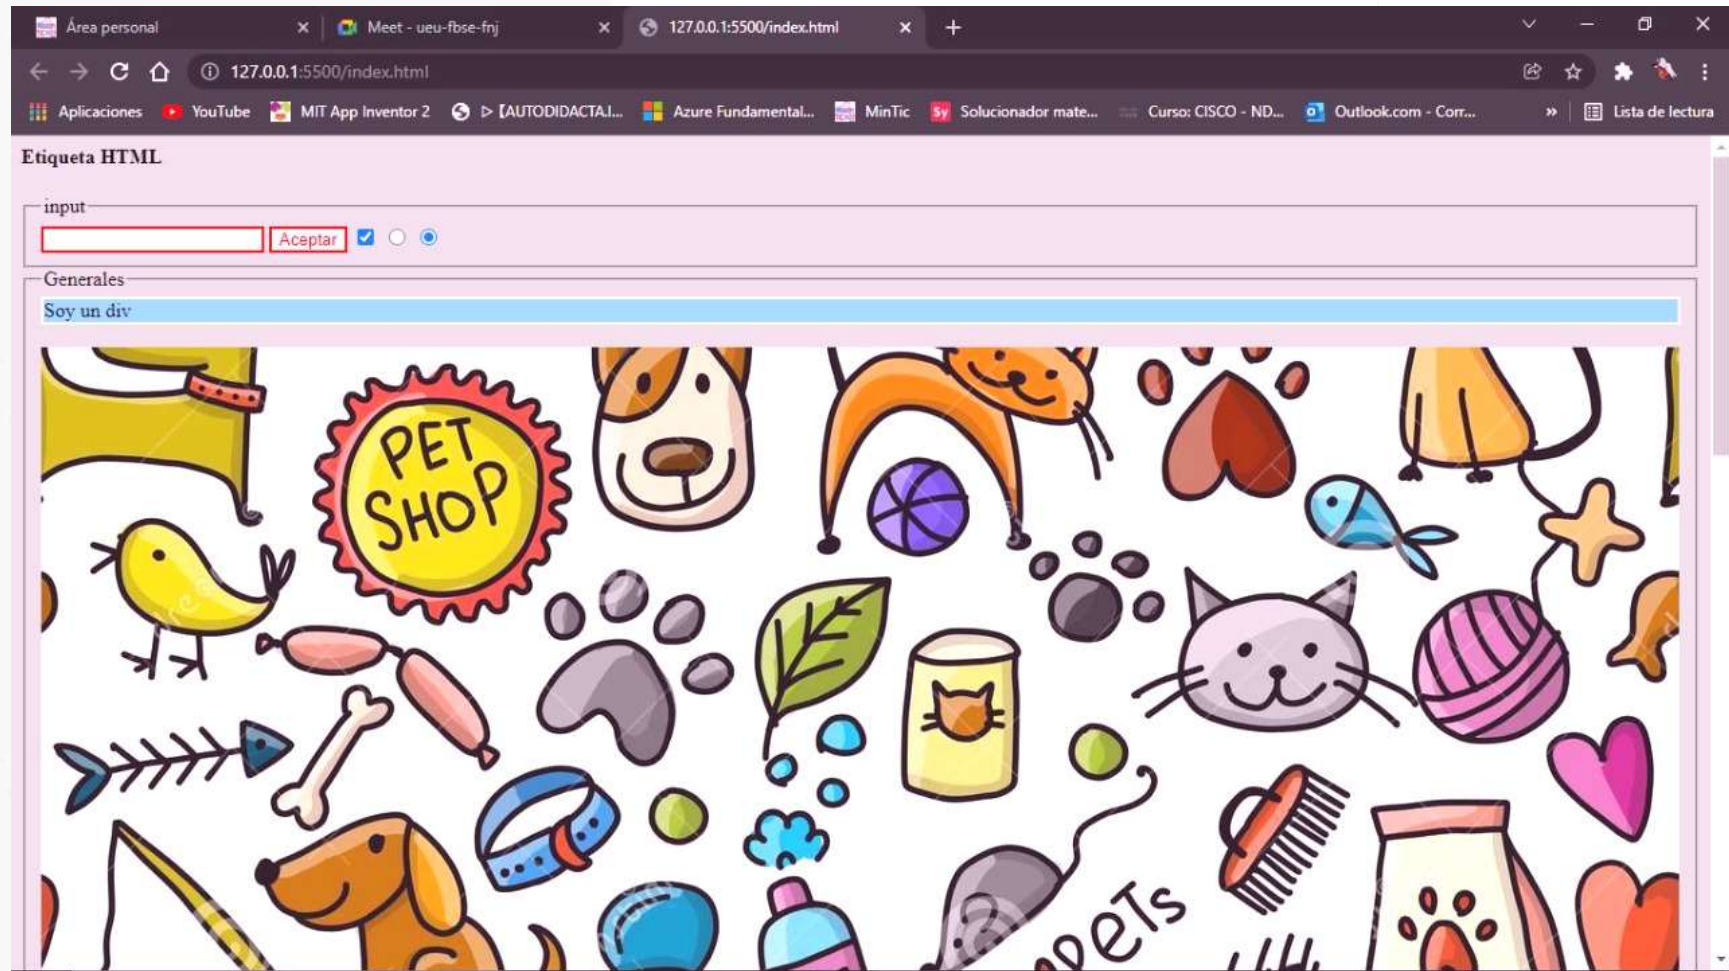 Área personal
Meet - ueu-fbse-fnj
127.0.0.1:5500/index.html
127.0.0.1:5500/index.html
Aplicaciones
YouTube
MIT App Inventor 2
▷ [AUTODIDACTA.I...
Azure Fundamental...
MinTic
Sy
Solucionador mate...
Curso: CISCO - ND...
Outlook.com - Corr...
»
Lista de lectura
Etiqueta HTML
input
Aceptar
Generales
Soy un div
PET
SHOP
PETS